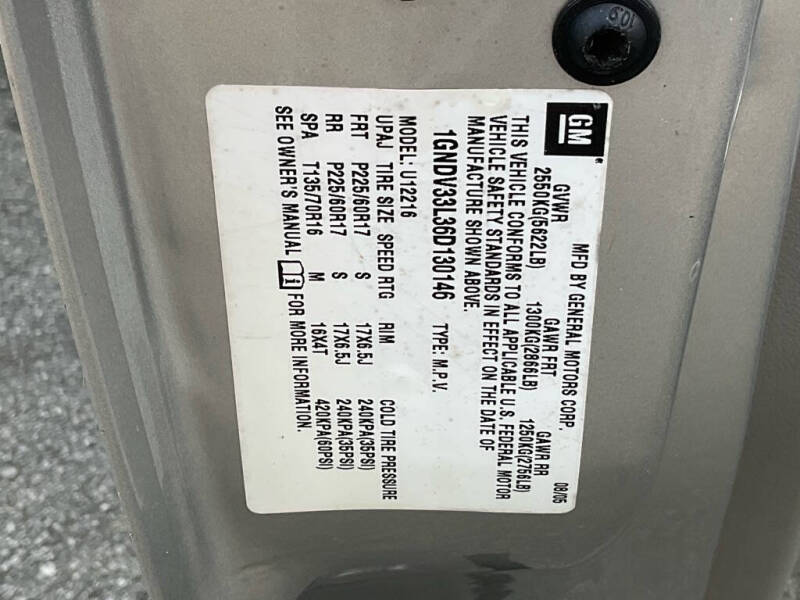 10.9
GM ® MFD BY GENERAL MOTORS CORP. 08/05
GVWR GAWR FRT GAWR RR
2550KG(5622LB) 1300KG(2866LB) 1250KG(2756LB)
THIS VEHICLE CONFORMS TO ALL APPLICABLE U.S. FEDERAL MOTOR
VEHICLE SAFETY STANDARDS IN EFFECT ON THE DATE OF
MANUFACTURE SHOWN ABOVE.
1GNDV33L36D130146 TYPE: M.P.V.
MODEL: U12216
UPAJ TIRE SIZE SPEED RTG RIM COLD TIRE PRESSURE
FRT P225/60R17 S 17X6.5J 240KPA(35PSI)
RR P225/60R17 S 17X6.5J 240KPA(35PSI)
SPA T135/70R16 M 16X4T 420KPA(60PSI)
SEE OWNER'S MANUAL FOR MORE INFORMATION.